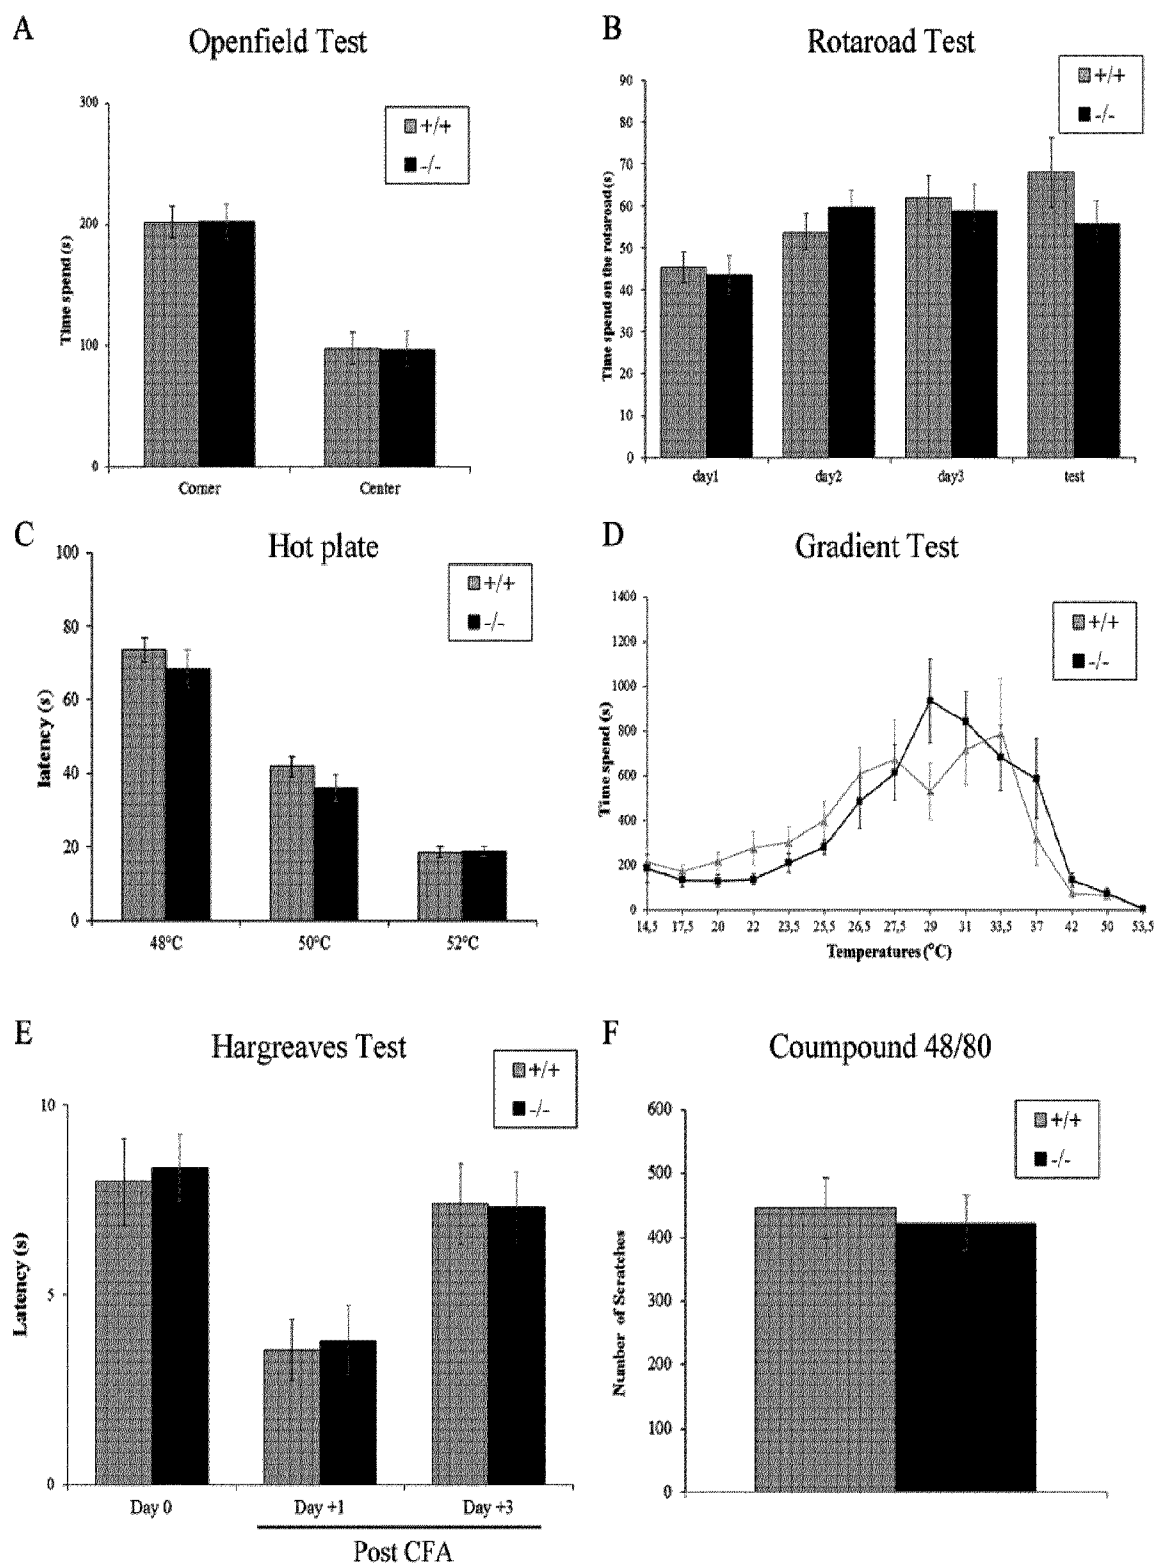 A
Openfield Test
+/+
-/-
Time spend (s)
300
200
100
0
Corner
Center
B
Rotaroad Test
+/+
-/-
Time spend on the rotaroad (s)
90
80
70
60
50
40
30
20
10
0
day1
day2
day3
test
C
Hot plate
+/+
-/-
latency (s)
100
80
60
40
20
0
48°C
50°C
52°C
D
Gradient Test
+/+
-/-
Time spend (s)
1400
1200
1000
800
600
400
200
0
14,5 17,5 20 22 23,5 25,5 26,5 27,5 29 31 33,5 37 42 50 53,5
Temperatures (°C)
E
Hargreaves Test
+/+
-/-
Latency (s)
10
5
0
Day 0
Day +1
Day +3
Post CFA
F
Coumpound 48/80
+/+
-/-
Number of Scratches
600
500
400
300
200
100
0